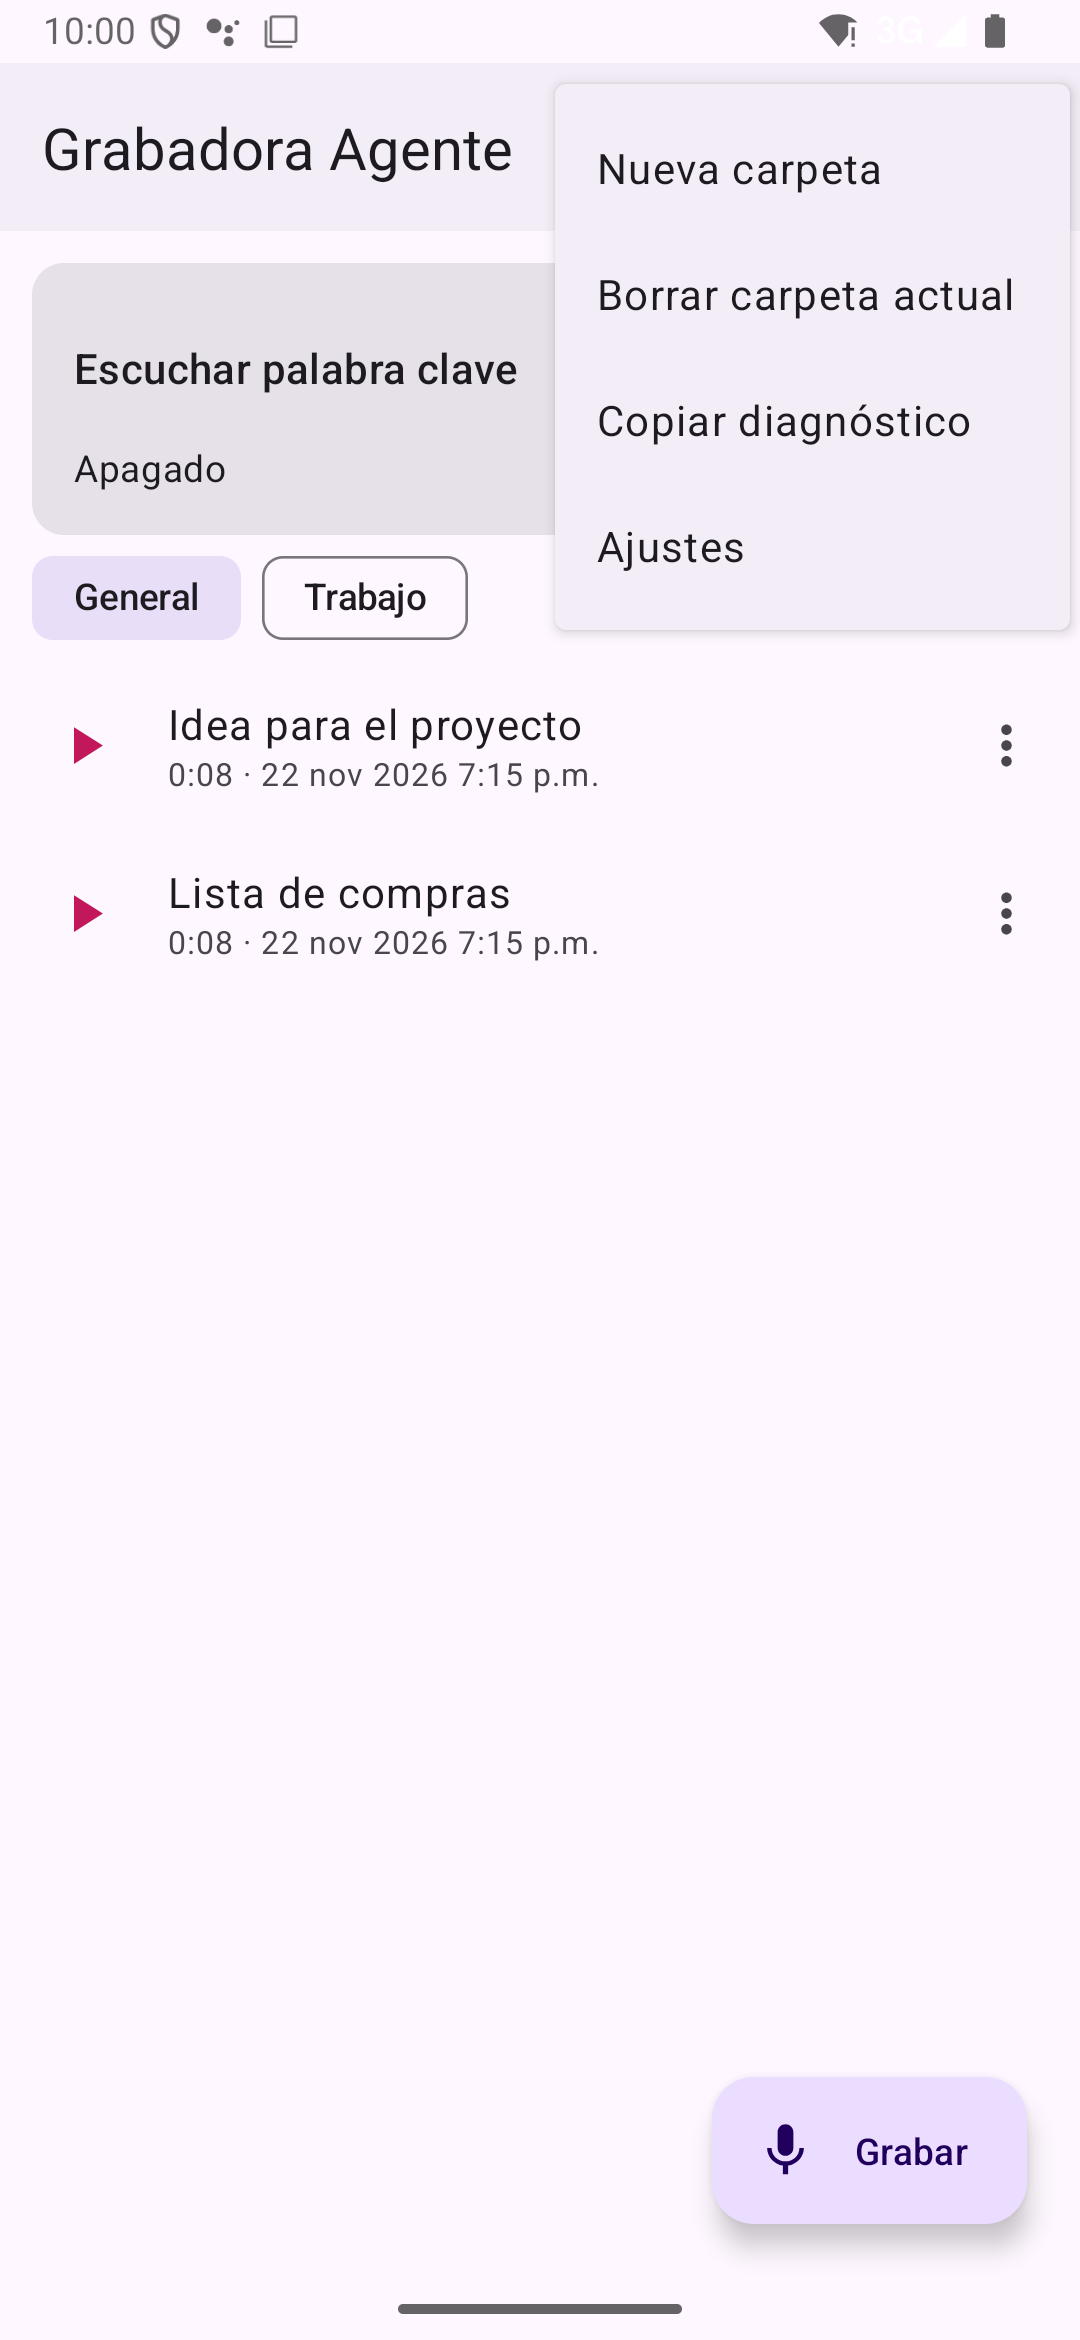 10:00 3G
Grabadora Agente
Nueva carpeta
Borrar carpeta actual
Copiar diagnóstico
Ajustes
Escuchar palabra clave
Apagado
General Trabajo
Idea para el proyecto
0:08 · 22 nov 2026 7:15 p.m.
Lista de compras
0:08 · 22 nov 2026 7:15 p.m.
Grabar